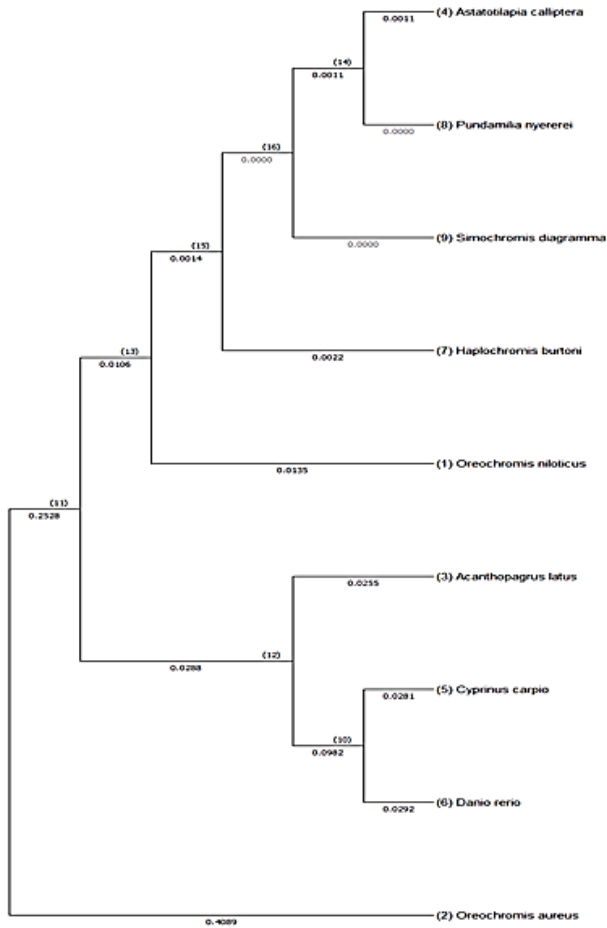 (4) Astatotilapia calliptera
0.0011
(14)
0.0011
(8) Pundamilia nyererei
0.0000
(16)
0.0000
(9) Simochromis diagramma
0.0000
(15)
0.0014
(7) Haplochromis burtoni
0.0022
(13)
0.0106
(1) Oreochromis niloticus
0.0135
(11)
0.2528
(3) Acanthopagrus latus
0.0255
(12)
0.0288
(5) Cyprinus carpio
0.0281
(10)
0.0982
(6) Danio rerio
0.0292
(2) Oreochromis aureus
0.4089